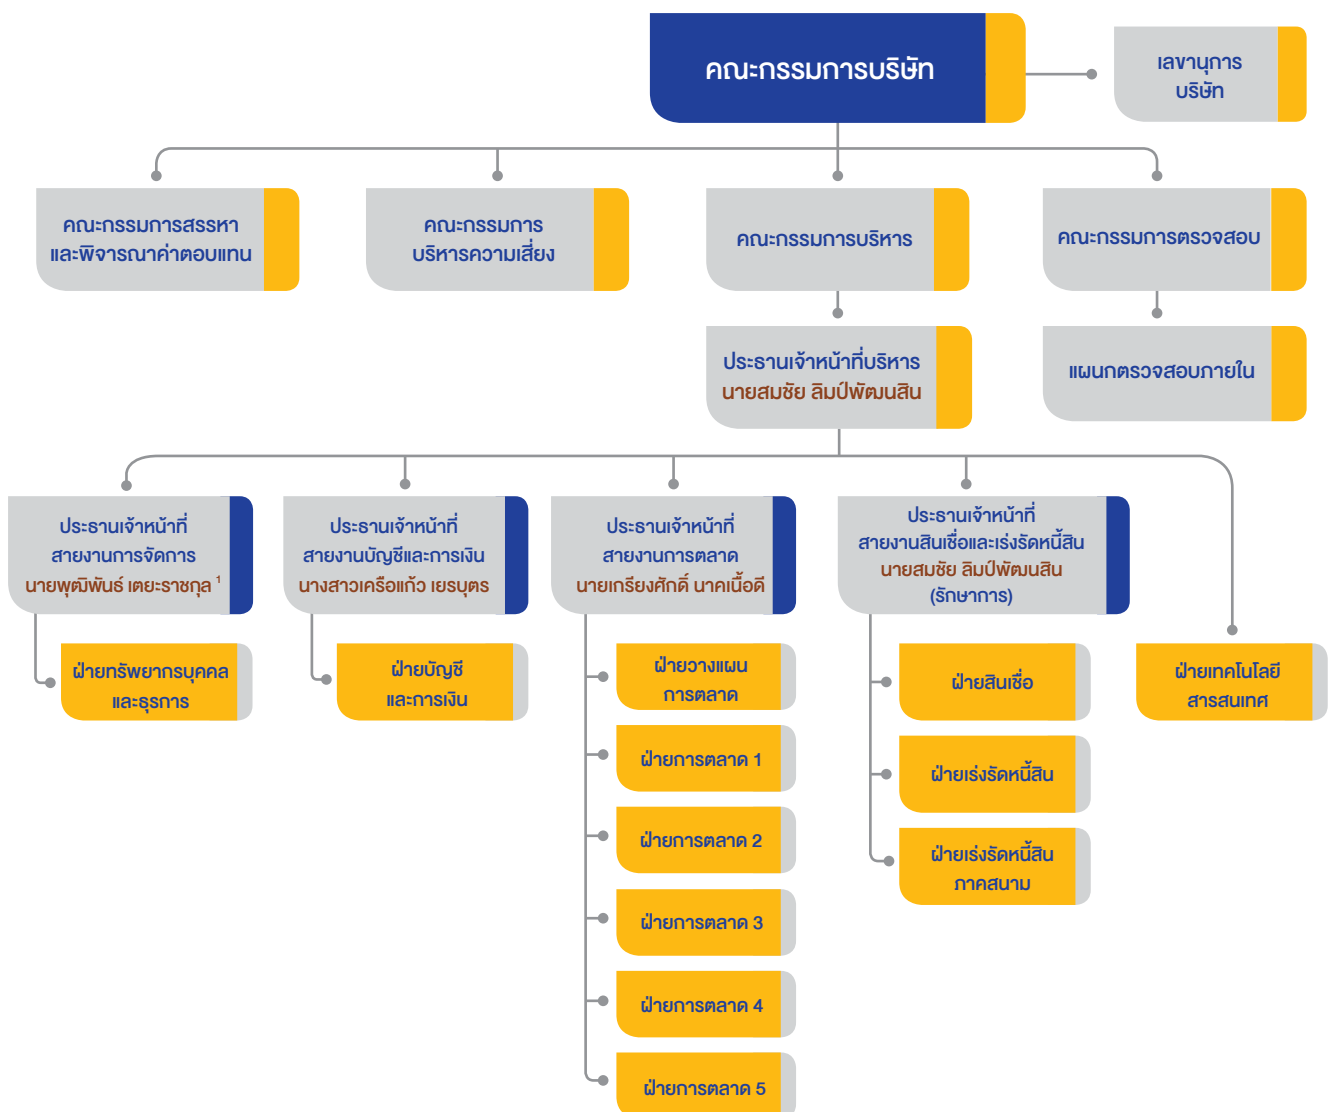 คณะกรรมการบริษัท
เลขานุการ
บริษัท
คณะกรรมการสรรหา
และพิจารณาค่าตอบแทน
คณะกรรมการ
บริหารความเสี่ยง
คณะกรรมการบริหาร
คณะกรรมการตรวจสอบ
ประธานเจ้าหน้าที่บริหาร
นายสมชัย ลิมป์พัฒนสิน
แผนกตรวจสอบภายใน
ประธานเจ้าหน้าที่
สายงานการจัดการ
นายพุฒิพันธ์ เตยะราชกุล ¹
ประธานเจ้าหน้าที่
สายงานบัญชีและการเงิน
นางสาวเครือแก้ว เยรบุตร
ประธานเจ้าหน้าที่
สายงานการตลาด
นายเกรียงศักดิ์ นาคเนื้อดี
ประธานเจ้าหน้าที่
สายงานสินเชื่อและเร่งรัดหนี้สิน
นายสมชัย ลิมป์พัฒนสิน
(รักษาการ)
ฝ่ายทรัพยากรบุคคล
และธุรการ
ฝ่ายบัญชี
และการเงิน
ฝ่ายวางแผน
การตลาด
ฝ่ายการตลาด 1
ฝ่ายการตลาด 2
ฝ่ายการตลาด 3
ฝ่ายการตลาด 4
ฝ่ายการตลาด 5
ฝ่ายสินเชื่อ
ฝ่ายเร่งรัดหนี้สิน
ฝ่ายเร่งรัดหนี้สิน
ภาคสนาม
ฝ่ายเทคโนโลยี
สารสนเทศ